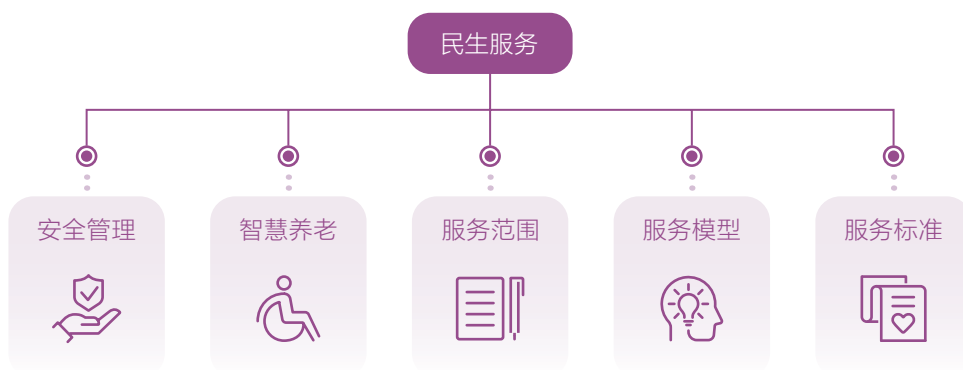 民生服务
安全管理
智慧养老
服务范围
服务模型
服务标准